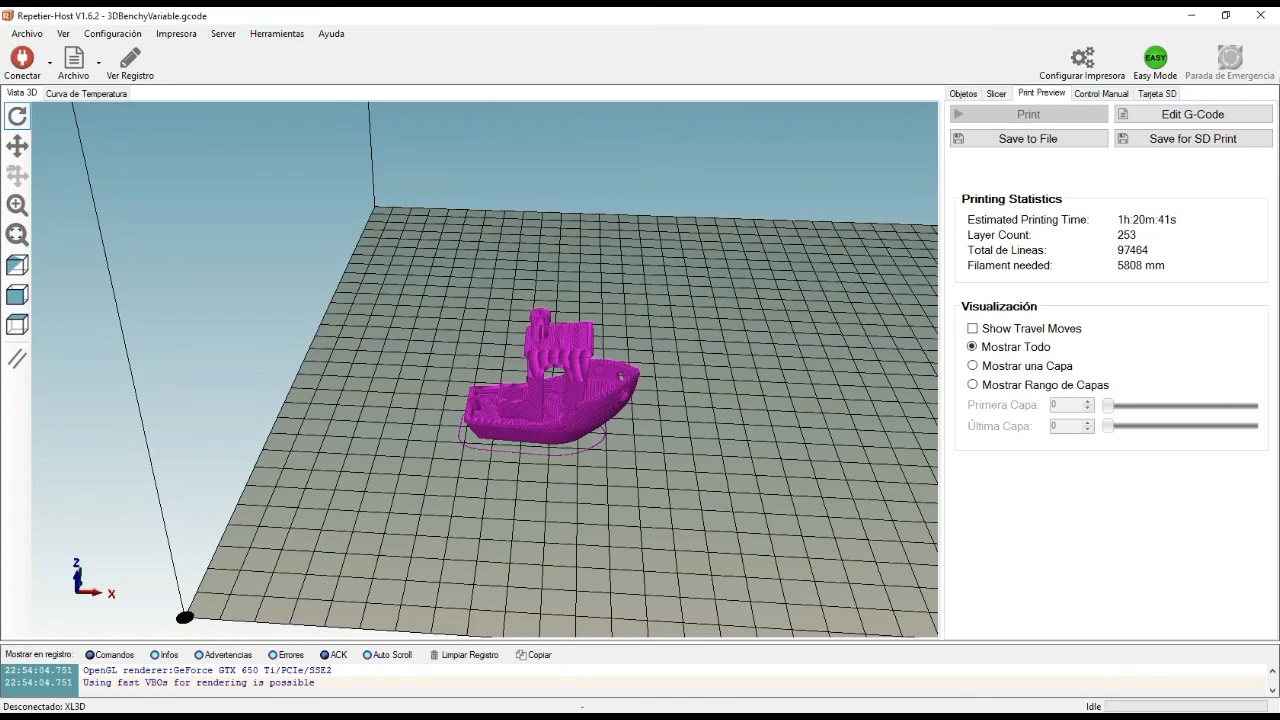 Repetier-Host V1.6.2 - 3DBenchyVariable.gcode
Archivo Ver Configuración Impresora Server Herramientas Ayuda
Conectar Archivo Ver Registro Configurar Impresora EASY Easy Mode Parada de Emergencia
Vista 3D Curva de Temperatura
Objetos Slicer Print Preview Control Manual Tarjeta SD
Print Edit G-Code
Save to File Save for SD Print
Printing Statistics
Estimated Printing Time: 1h:20m:41s
Layer Count: 253
Total de Lineas: 97464
Filament needed: 5808 mm
Visualización
Show Travel Moves
Mostrar Todo
Mostrar una Capa
Mostrar Rango de Capas
Primera Capa: 0
Última Capa: 0
Z
X
Mostrar en registro: Comandos Infos Advertencias Errores ACK Auto Scroll Limpiar Registro Copiar
22:54:04.751 OpenGL renderer:GeForce GTX 650 Ti/PCIe/SSE2
22:54:04.751 Using fast VBOs for rendering is possible
Desconectado: XL3D - Idle